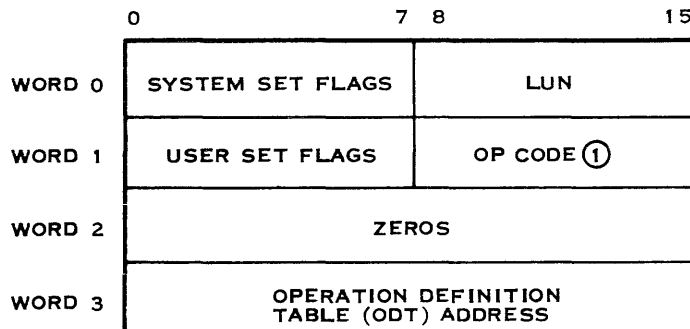 0 7 8 15
WORD 0 SYSTEM SET FLAGS LUN
WORD 1 USER SET FLAGS OP CODE ①
WORD 2 ZEROS
WORD 3 OPERATION DEFINITION
TABLE (ODT) ADDRESS